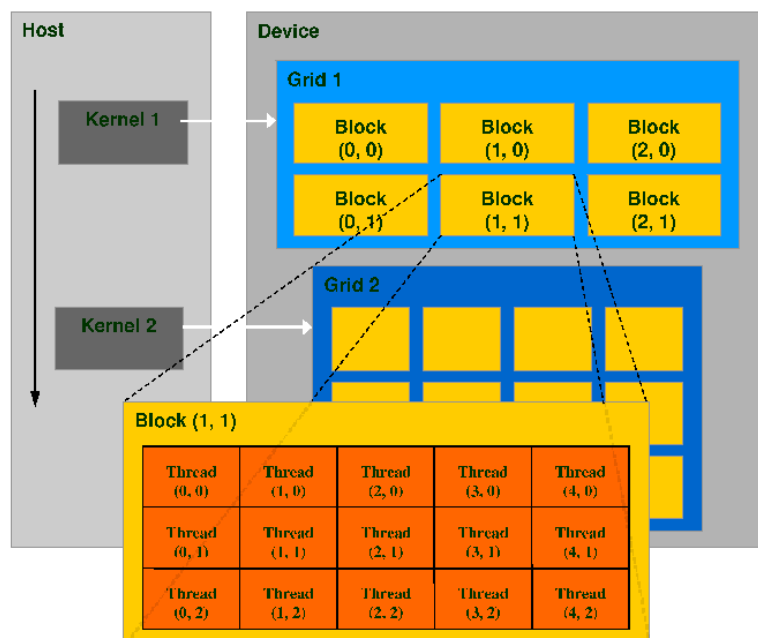 Host
Device
Grid 1
Kernel 1
Block
(0, 0)
Block
(1, 0)
Block
(2, 0)
Block
(0, 1)
Block
(1, 1)
Block
(2, 1)
Grid 2
Kernel 2
Block (1, 1)
Thread
(0, 0)
Thread
(1, 0)
Thread
(2, 0)
Thread
(3, 0)
Thread
(4, 0)
Thread
(0, 1)
Thread
(1, 1)
Thread
(2, 1)
Thread
(3, 1)
Thread
(4, 1)
Thread
(0, 2)
Thread
(1, 2)
Thread
(2, 2)
Thread
(3, 2)
Thread
(4, 2)